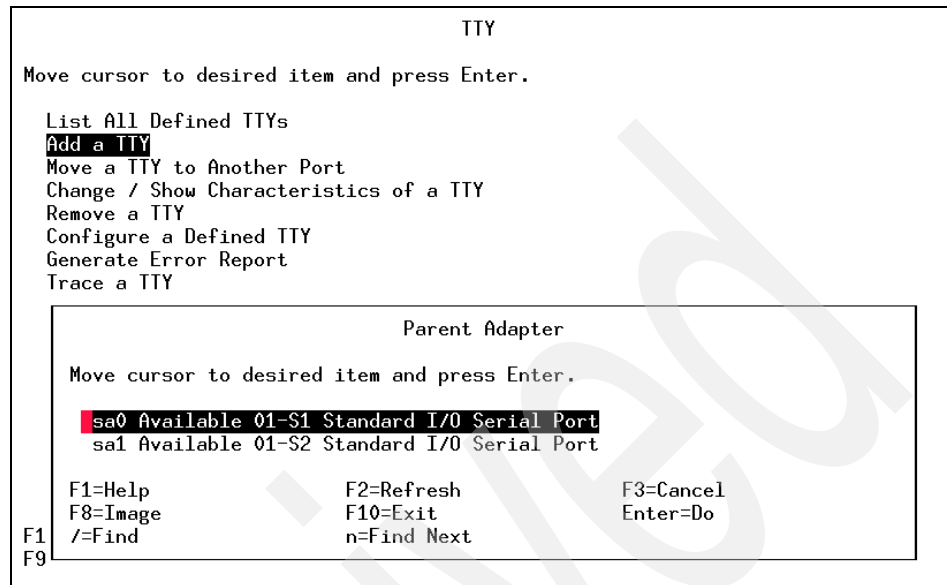 TTY
Move cursor to desired item and press Enter.
List All Defined TTYs
Add a TTY
Move a TTY to Another Port
Change / Show Characteristics of a TTY
Remove a TTY
Configure a Defined TTY
Generate Error Report
Trace a TTY
Parent Adapter
Move cursor to desired item and press Enter.
sa0 Available 01-S1 Standard I/O Serial Port
sa1 Available 01-S2 Standard I/O Serial Port
F1=Help F2=Refresh F3=Cancel
F8=Image F10=Exit Enter=Do
F1 /=Find n=Find Next
F9